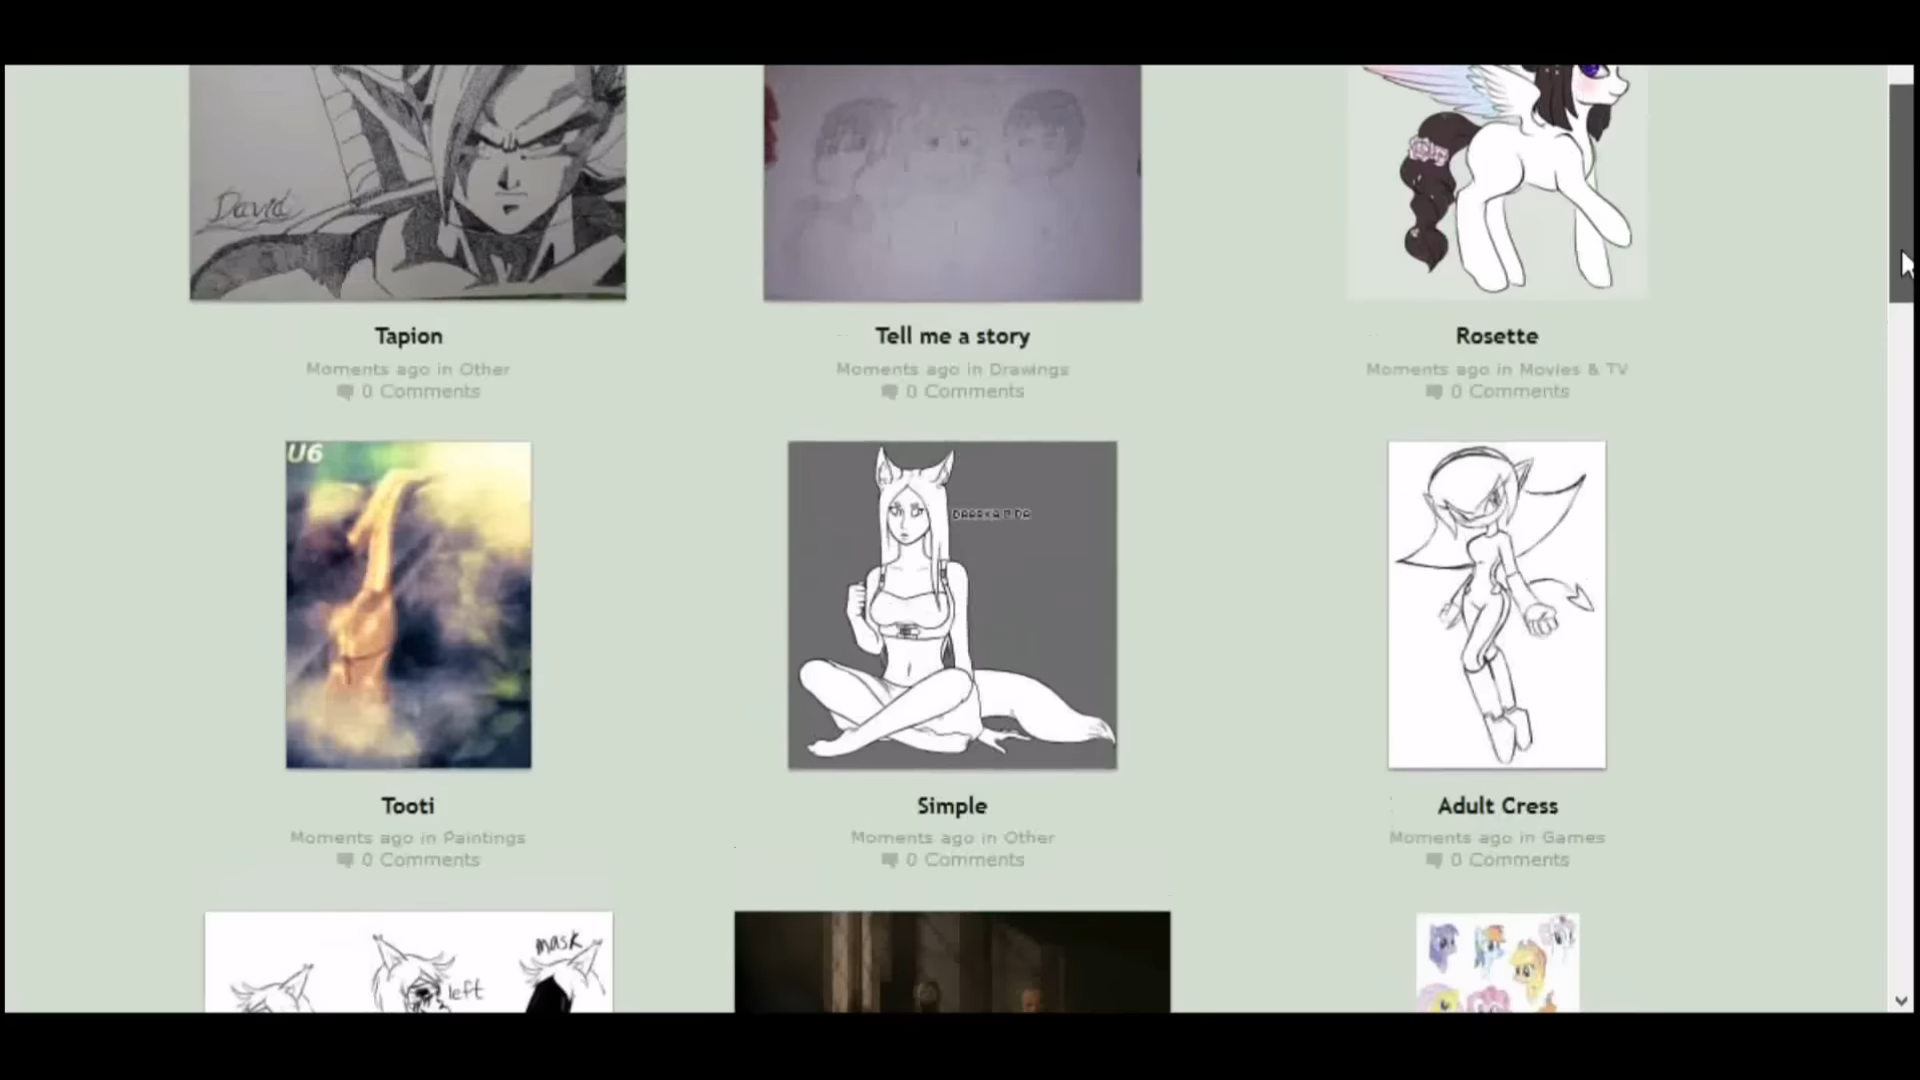 David
Tapion
Moments ago in Other
0 Comments
Tell me a story
Moments ago in Drawings
0 Comments
Rosette
Moments ago in Movies & TV
0 Comments
U6
Tooti
Moments ago in Paintings
0 Comments
Simple
Moments ago in Other
0 Comments
Adult Cress
Moments ago in Games
0 Comments
mask
left